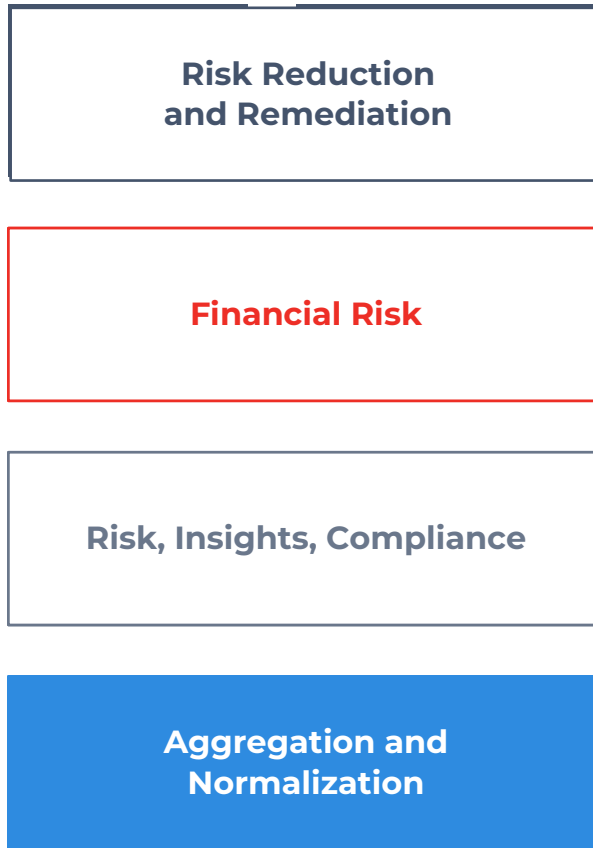 Risk Reduction
and Remediation
Financial Risk
Risk, Insights, Compliance
Aggregation and
Normalization